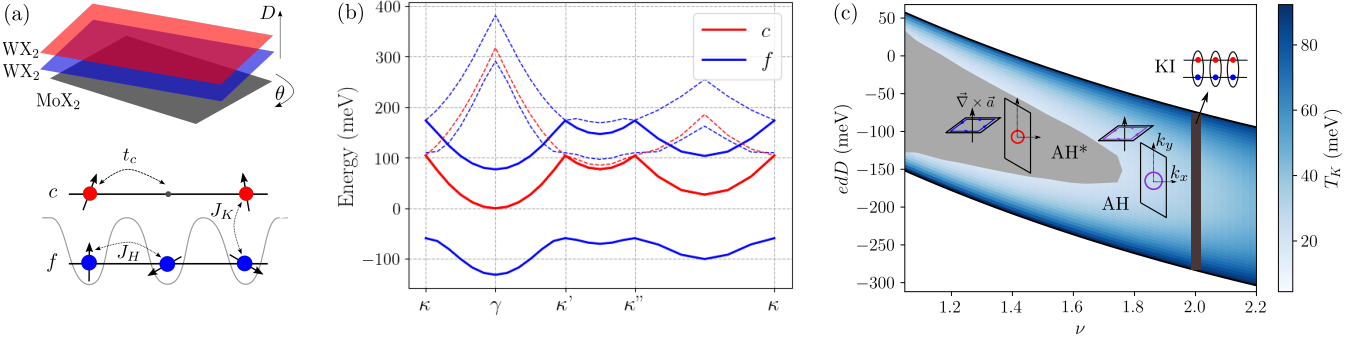 (a)
D
WX2
WX2
MoX2
θ
tc
c
JK
f
JH
(b)
Energy (meV)
400
300
200
100
0
−100
κ γ κ' κ'' κ
c
f
(c)
edD (meV)
50
0
−50
−100
−150
−200
−250
−300
1.2 1.4 1.6 1.8 2.0 2.2
ν
KI
∇ × a
AH*
ky
kx
AH
80
60
40
20
TK (meV)